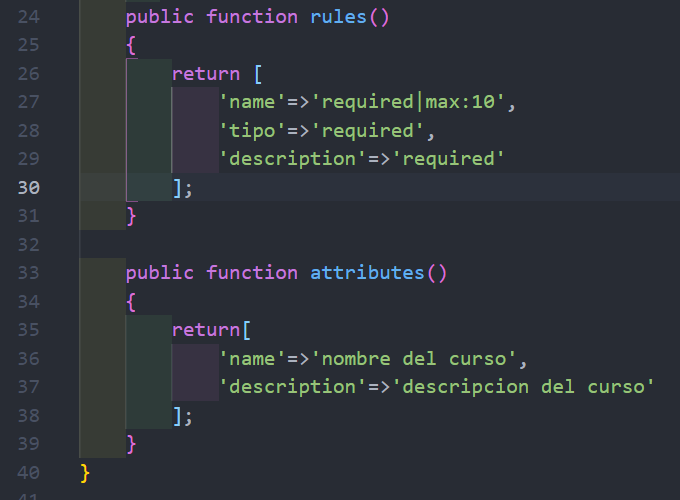 24 public function rules()
25 {
26 return [
27 'name'=>'required|max:10',
28 'tipo'=>'required',
29 'description'=>'required'
30 ];
31 }
32
33 public function attributes()
34 {
35 return[
36 'name'=>'nombre del curso',
37 'description'=>'descripcion del curso'
38 ];
39 }
40 }
41